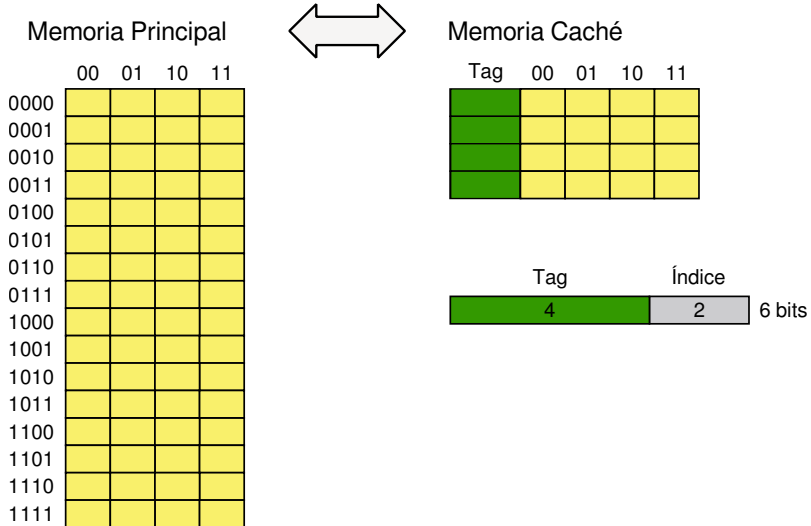 Memoria Principal
Memoria Caché
00 01 10 11
Tag 00 01 10 11
0000
0001
0010
0011
0100
0101
0110
0111
1000
1001
1010
1011
1100
1101
1110
1111
Tag Índice
4 2 6 bits